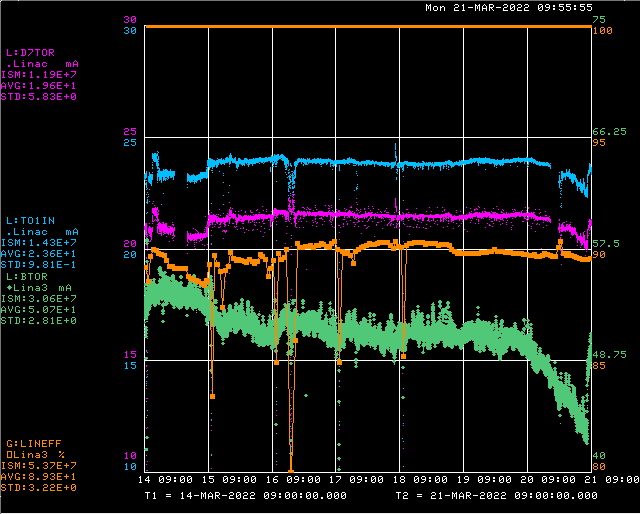 Mon 21-MAR-2022 09:55:55
30
30
75
100
L:D7TOR
.Linac mA
ISM:1.19E+7
AVG:1.96E+1
STD:5.83E+0
25
25
66.25
95
L:TO1IN
.Linac mA
ISM:1.43E+7
AVG:2.36E+1
STD:9.81E-1
20
20
57.5
90
L:BTOR
◆Lina3 mA
ISM:3.06E+7
AVG:5.07E+1
STD:2.81E+0
15
15
48.75
85
G:LINEFF
□Lina3 %
ISM:5.37E+7
AVG:8.93E+1
STD:3.22E+0
10
10
40
80
14 09:00 15 09:00 16 09:00 17 09:00 18 09:00 19 09:00 20 09:00 21 09:00
T1 = 14-MAR-2022 09:00:00.000 T2 = 21-MAR-2022 09:00:00.000